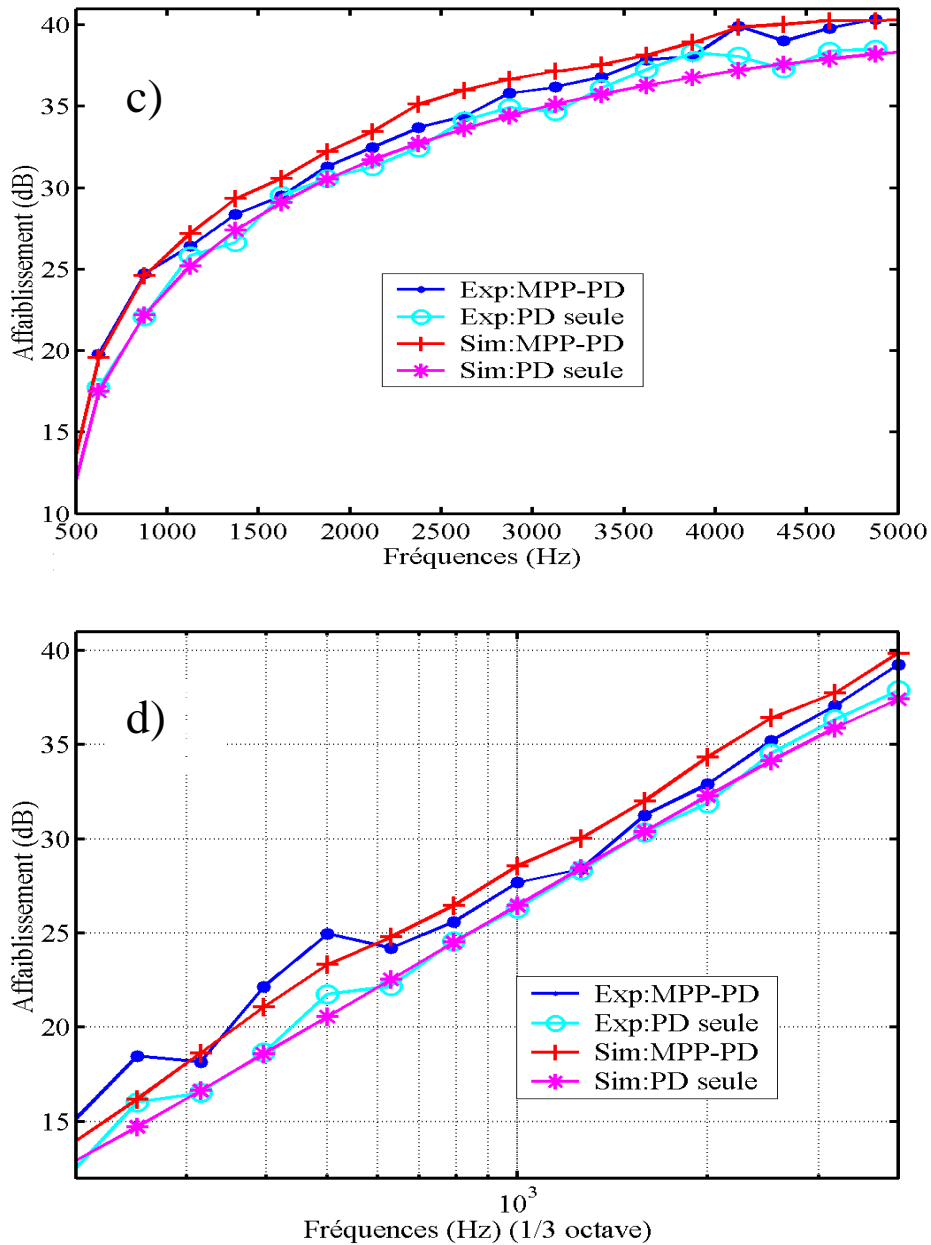 40
35
30
25
20
15
10
c)
Affaiblissement (dB)
Exp:MPP-PD
Exp:PD seule
Sim:MPP-PD
Sim:PD seule
500 1000 1500 2000 2500 3000 3500 4000 4500 5000
Fréquences (Hz)
40
35
30
25
20
15
d)
Affaiblissement (dB)
Exp:MPP-PD
Exp:PD seule
Sim:MPP-PD
Sim:PD seule
10³
Fréquences (Hz) (1/3 octave)